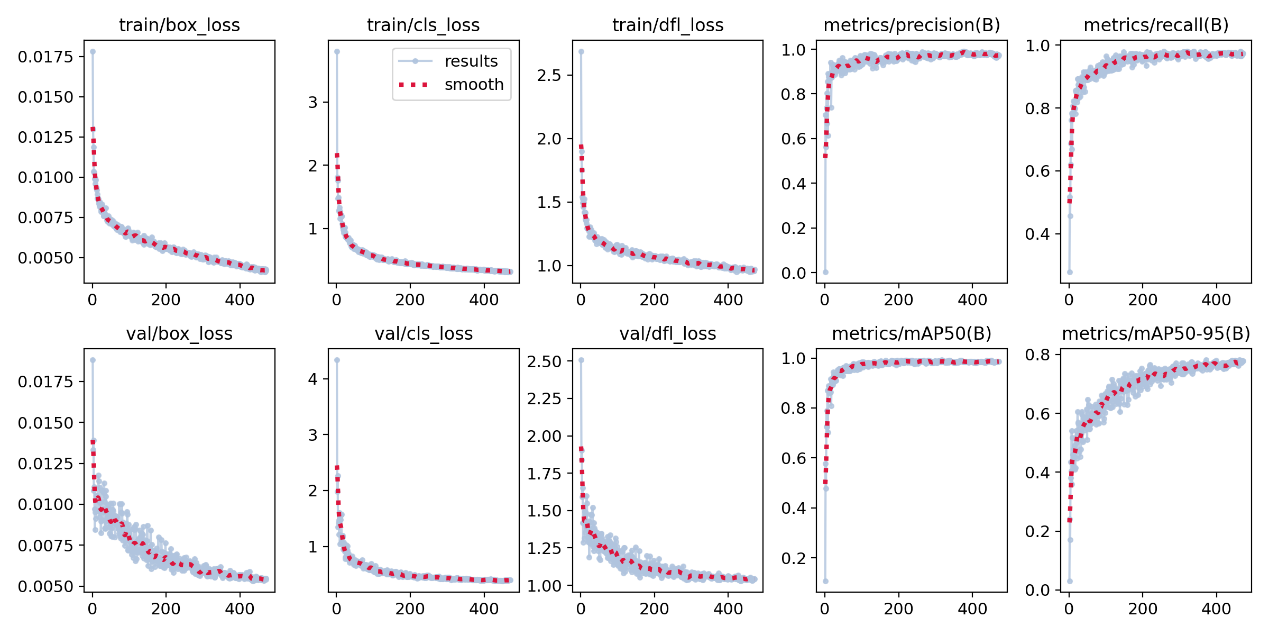 train/box_loss
train/cls_loss
train/dfl_loss
metrics/precision(B)
metrics/recall(B)
0.0175
0.0150
0.0125
0.0100
0.0075
0.0050
0 200 400
results
smooth
3
2
1
0 200 400
2.5
2.0
1.5
1.0
0 200 400
1.0
0.8
0.6
0.4
0.2
0.0
0 200 400
1.0
0.8
0.6
0.4
0 200 400
val/box_loss
val/cls_loss
val/dfl_loss
metrics/mAP50(B)
metrics/mAP50-95(B)
0.0175
0.0150
0.0125
0.0100
0.0075
0.0050
0 200 400
4
3
2
1
0 200 400
2.50
2.25
2.00
1.75
1.50
1.25
1.00
0 200 400
1.0
0.8
0.6
0.4
0.2
0 200 400
0.8
0.6
0.4
0.2
0.0
0 200 400